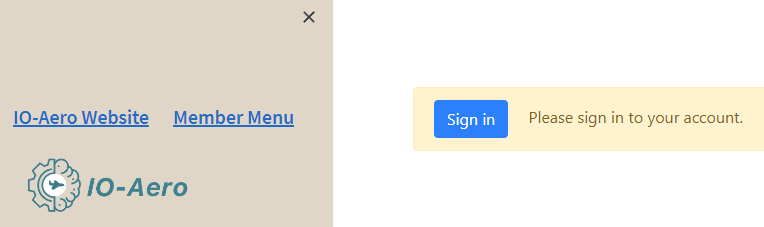 IO-Aero Website Member Menu
IO-Aero
Sign in Please sign in to your account.